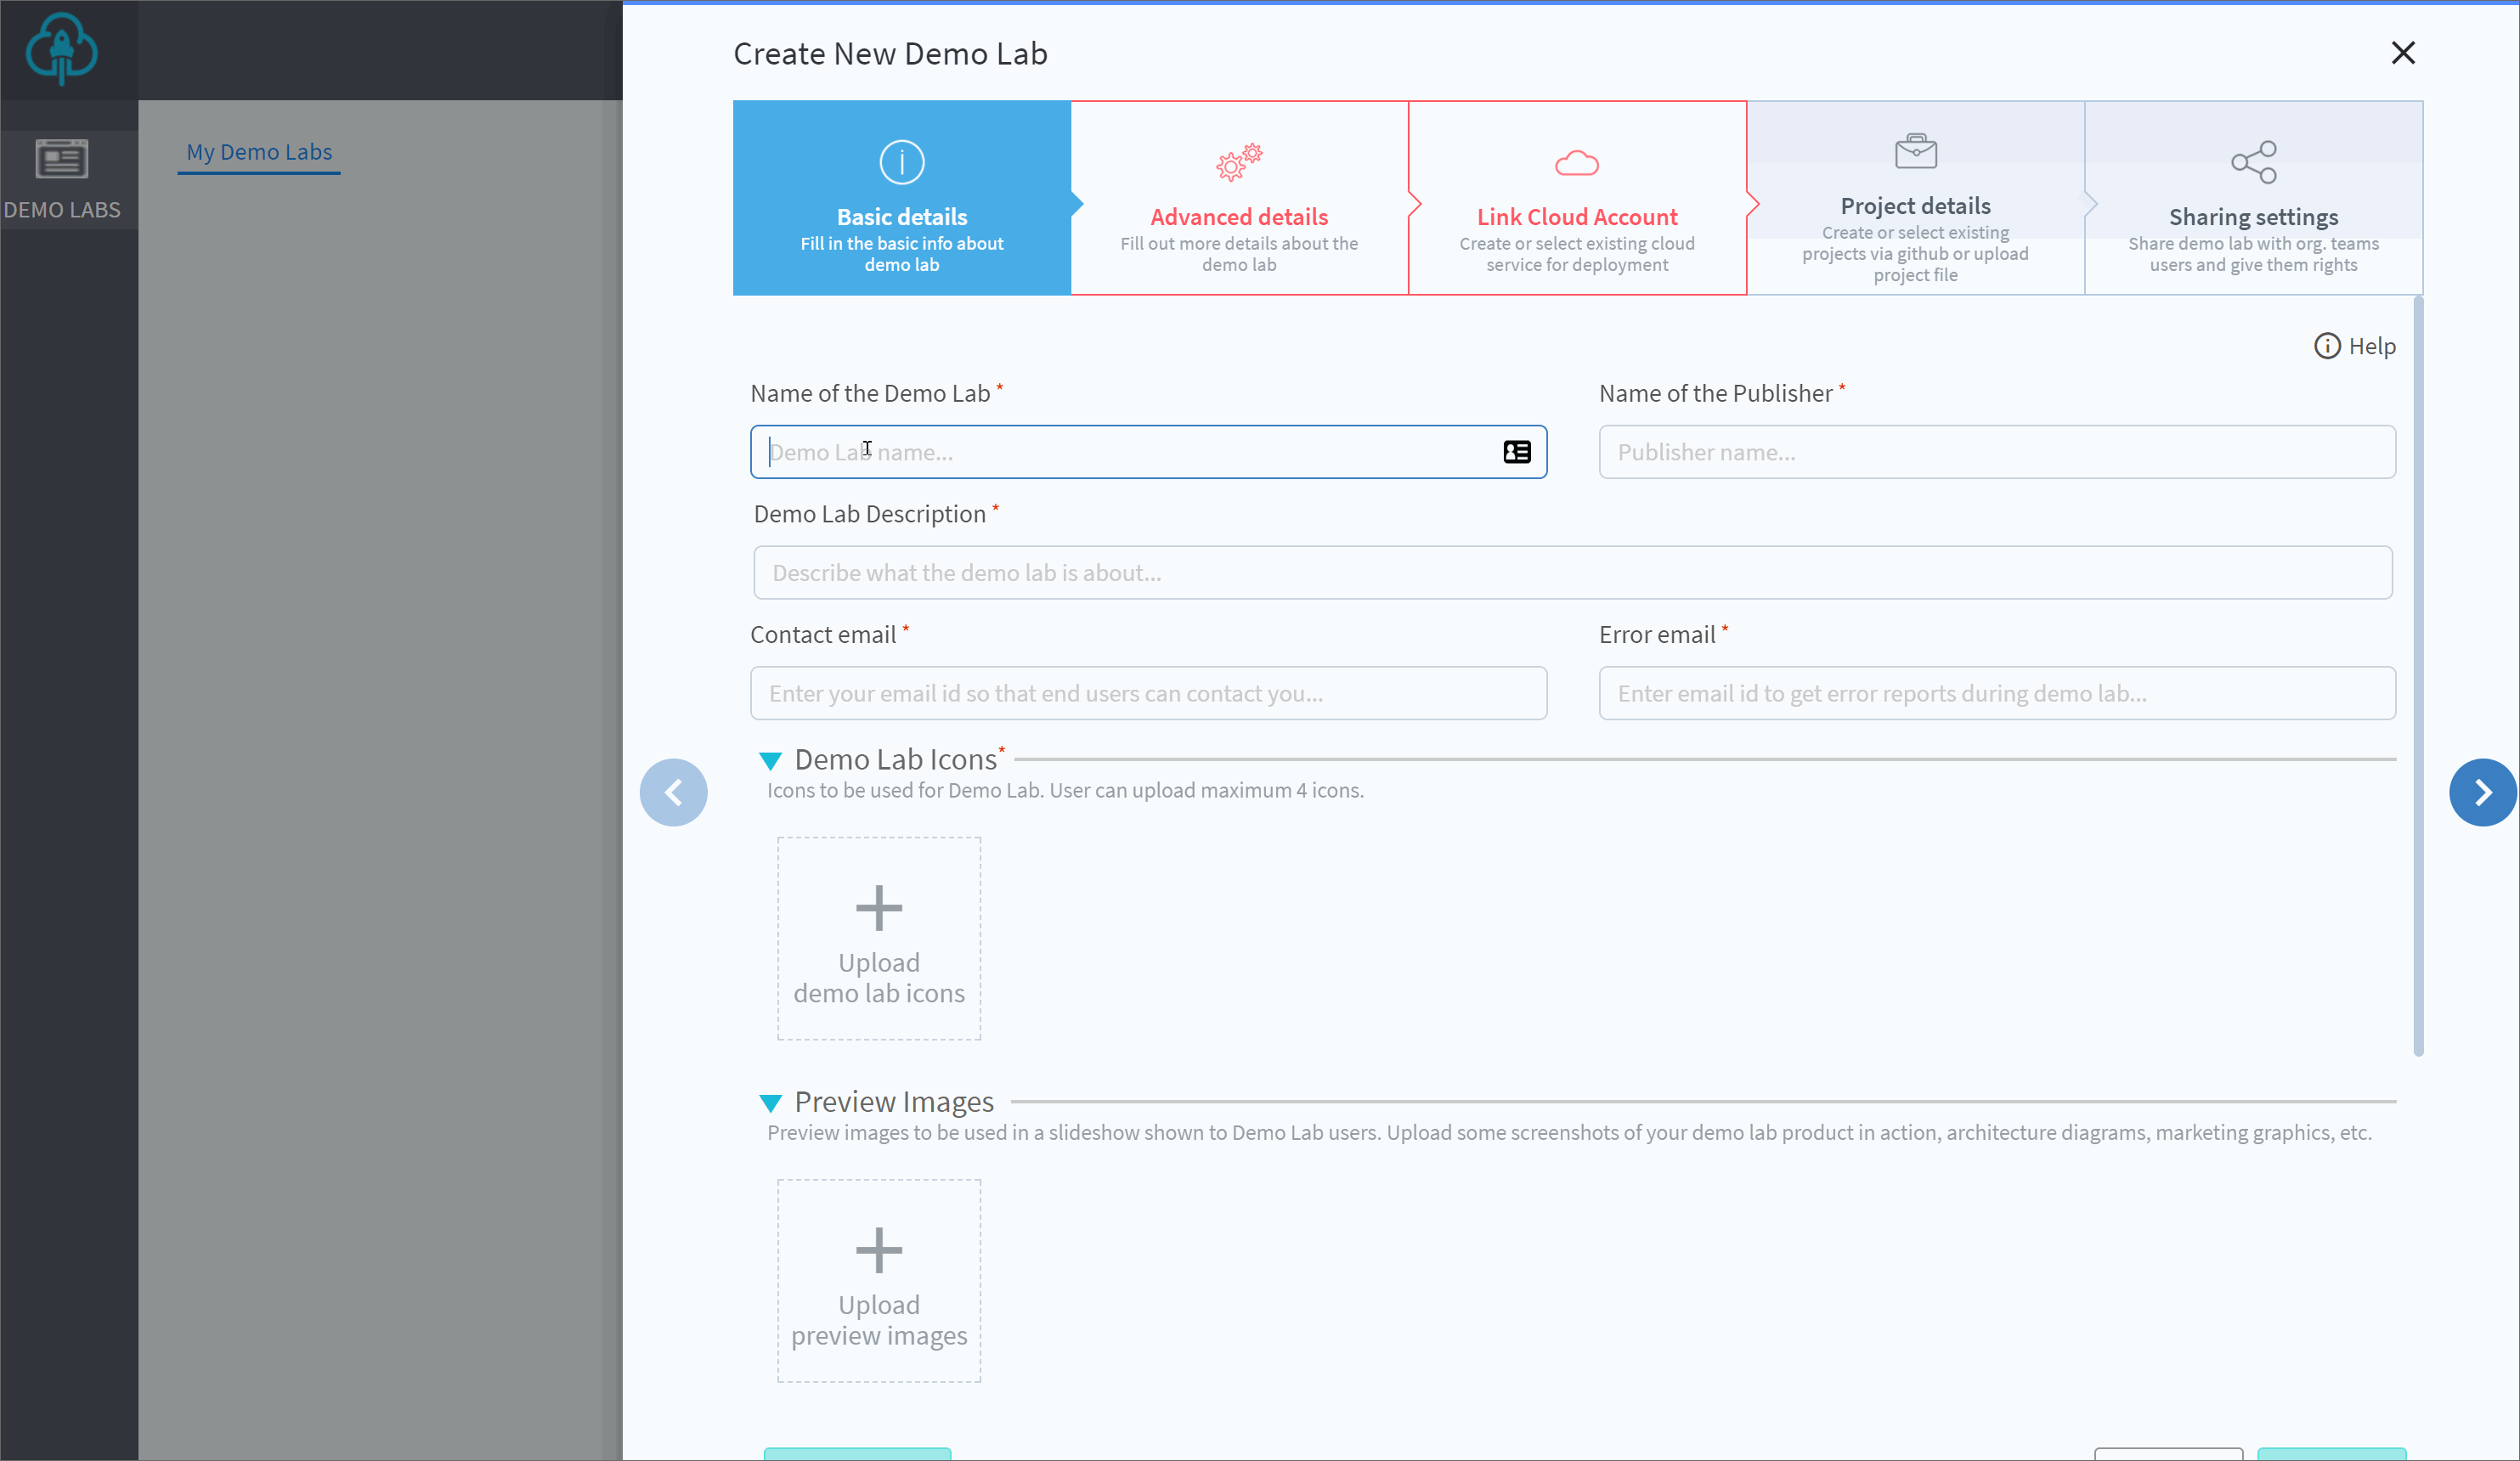 Create New Demo Lab
DEMO LABS
My Demo Labs
Basic details
Fill in the basic info about
demo lab
Advanced details
Fill out more details about the
demo lab
Link Cloud Account
Create or select existing cloud
service for deployment
Project details
Create or select existing
projects via github or upload
project file
Sharing settings
Share demo lab with org. teams
users and give them rights
Help
Name of the Demo Lab *
Name of the Publisher *
Demo Lab name...
Publisher name...
Demo Lab Description *
Describe what the demo lab is about...
Contact email *
Error email *
Enter your email id so that end users can contact you...
Enter email id to get error reports during demo lab...
Demo Lab Icons*
Icons to be used for Demo Lab. User can upload maximum 4 icons.
Upload
demo lab icons
Preview Images
Preview images to be used in a slideshow shown to Demo Lab users. Upload some screenshots of your demo lab product in action, architecture diagrams, marketing graphics, etc.
Upload
preview images